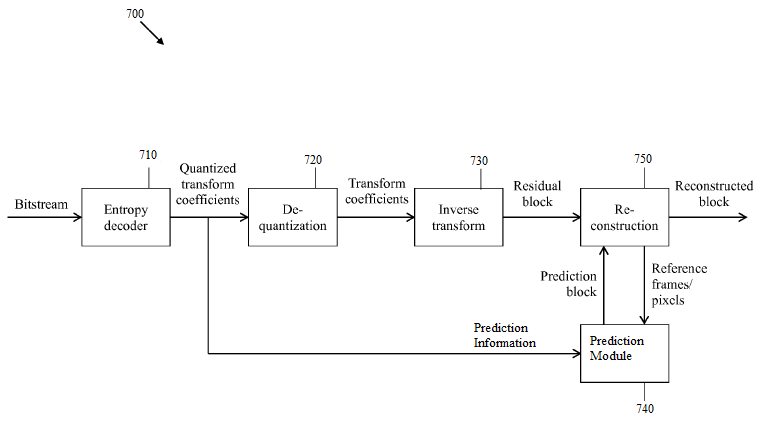 700
710
720
730
750
Quantized
transform
coefficients
Transform
coefficients
Residual
block
Reconstructed
block
Bitstream
Entropy
decoder
De-
quantization
Inverse
transform
Re-
construction
Prediction
block
Reference
frames/
pixels
Prediction
Information
Prediction
Module
740